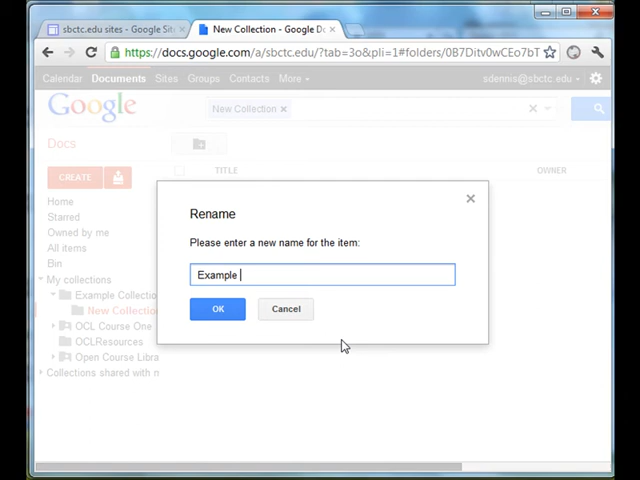 sbctc.edu sites - Google Sit
New Collection - Google Do
https://docs.google.com/a/sbctc.edu/?tab=3o&pli=1#folders/0B7Ditv0wCEo7bT
Calendar Documents Sites Groups Contacts More
sdennis@sbctc.edu
Google
New Collection
Docs
TITLE
OWNER
CREATE
Home
Starred
Owned by me
All items
Bin
My collections
Example Collectio
New Collectio
OCL Course One
OCLResources
Open Course Libra
Collections shared with m
Rename
Please enter a new name for the item:
Example
OK
Cancel